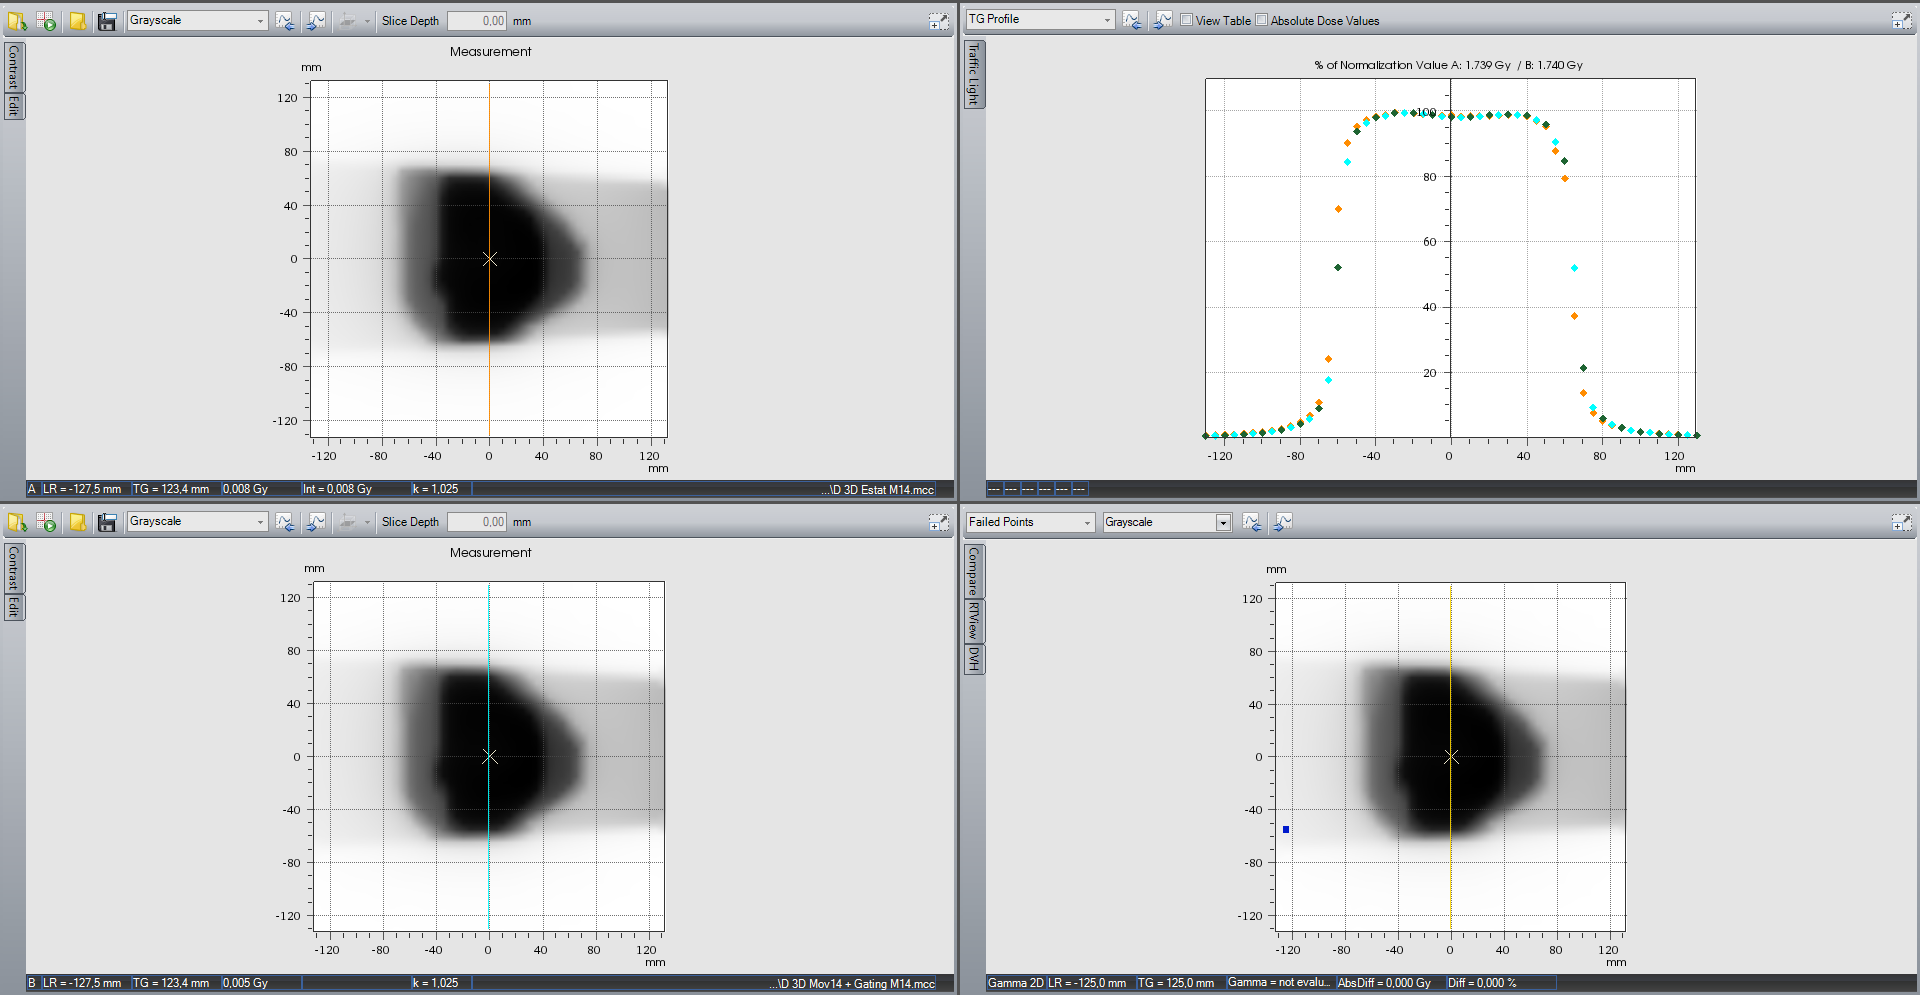 Grayscale
Slice Depth 0,00 mm
Contrast
Edit
Measurement
mm
120
80
40
0
-40
-80
-120
-120 -80 -40 0 40 80 120
mm
A LR = -127,5 mm TG = 123,4 mm 0,008 Gy Int = 0,008 Gy k = 1,025 ...\D 3D Estat M14.mcc
TG Profile View Table Absolute Dose Values
Traffic Light
% of Normalization Value A: 1.739 Gy / B: 1.740 Gy
100
80
60
40
20
-120 -80 -40 0 40 80 120
mm
--- --- --- --- --- ---
Grayscale
Slice Depth 0,00 mm
Contrast
Edit
Measurement
mm
120
80
40
0
-40
-80
-120
-120 -80 -40 0 40 80 120
mm
B LR = -127,5 mm TG = 123,4 mm 0,005 Gy k = 1,025 ...\D 3D Mov14 + Gating M14.mcc
Failed Points Grayscale
Compare
RTView
DVH
mm
120
80
40
0
-40
-80
-120
-120 -80 -40 0 40 80 120
mm
Gamma 2D LR = -125,0 mm TG = 125,0 mm Gamma = not evalu... AbsDiff = 0,000 Gy Diff = 0,000 %